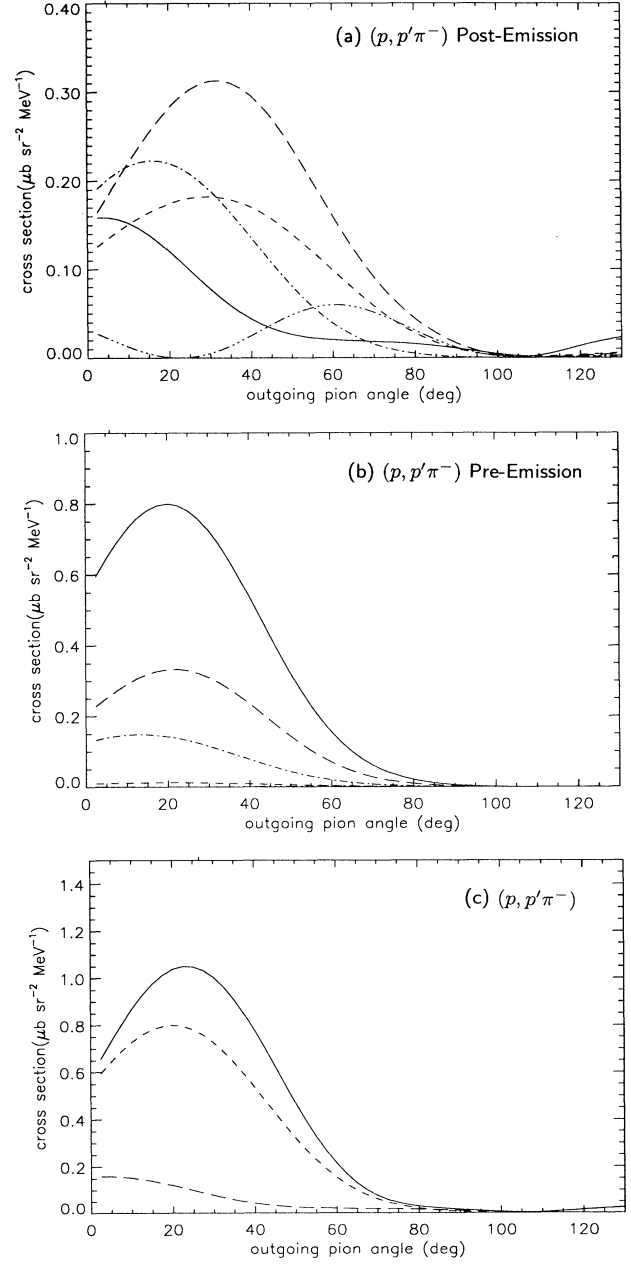 (a) (p, p′π⁻) Post-Emission
cross section(μb sr⁻² MeV⁻¹)
0.40
0.30
0.20
0.10
0.00
0 20 40 60 80 100 120
outgoing pion angle (deg)
(b) (p, p′π⁻) Pre-Emission
cross section(μb sr⁻² MeV⁻¹)
1.0
0.8
0.6
0.4
0.2
0.0
0 20 40 60 80 100 120
outgoing pion angle (deg)
(c) (p, p′π⁻)
cross section(μb sr⁻² MeV⁻¹)
1.4
1.2
1.0
0.8
0.6
0.4
0.2
0.0
0 20 40 60 80 100 120
outgoing pion angle (deg)